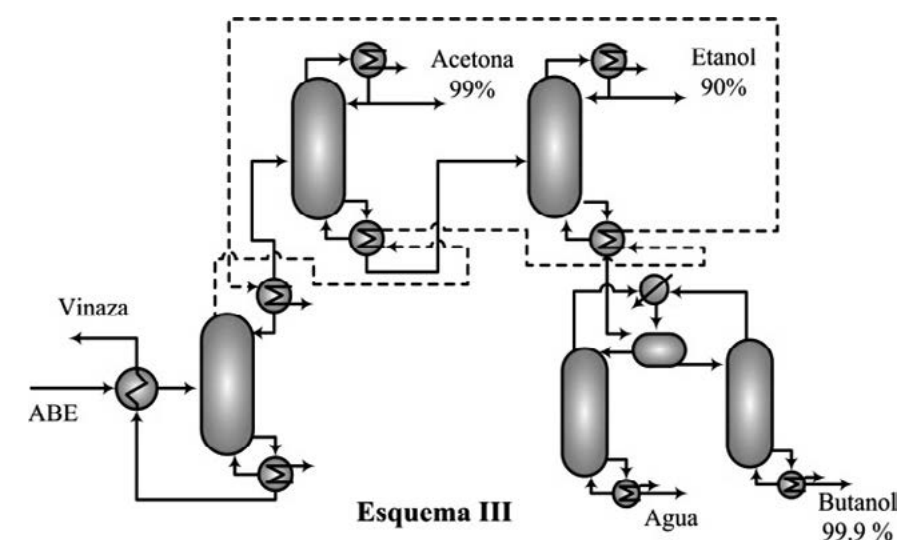 Acetona
99%
Etanol
90%
Vinaza
ABE
Esquema III
Agua
Butanol
99.9 %